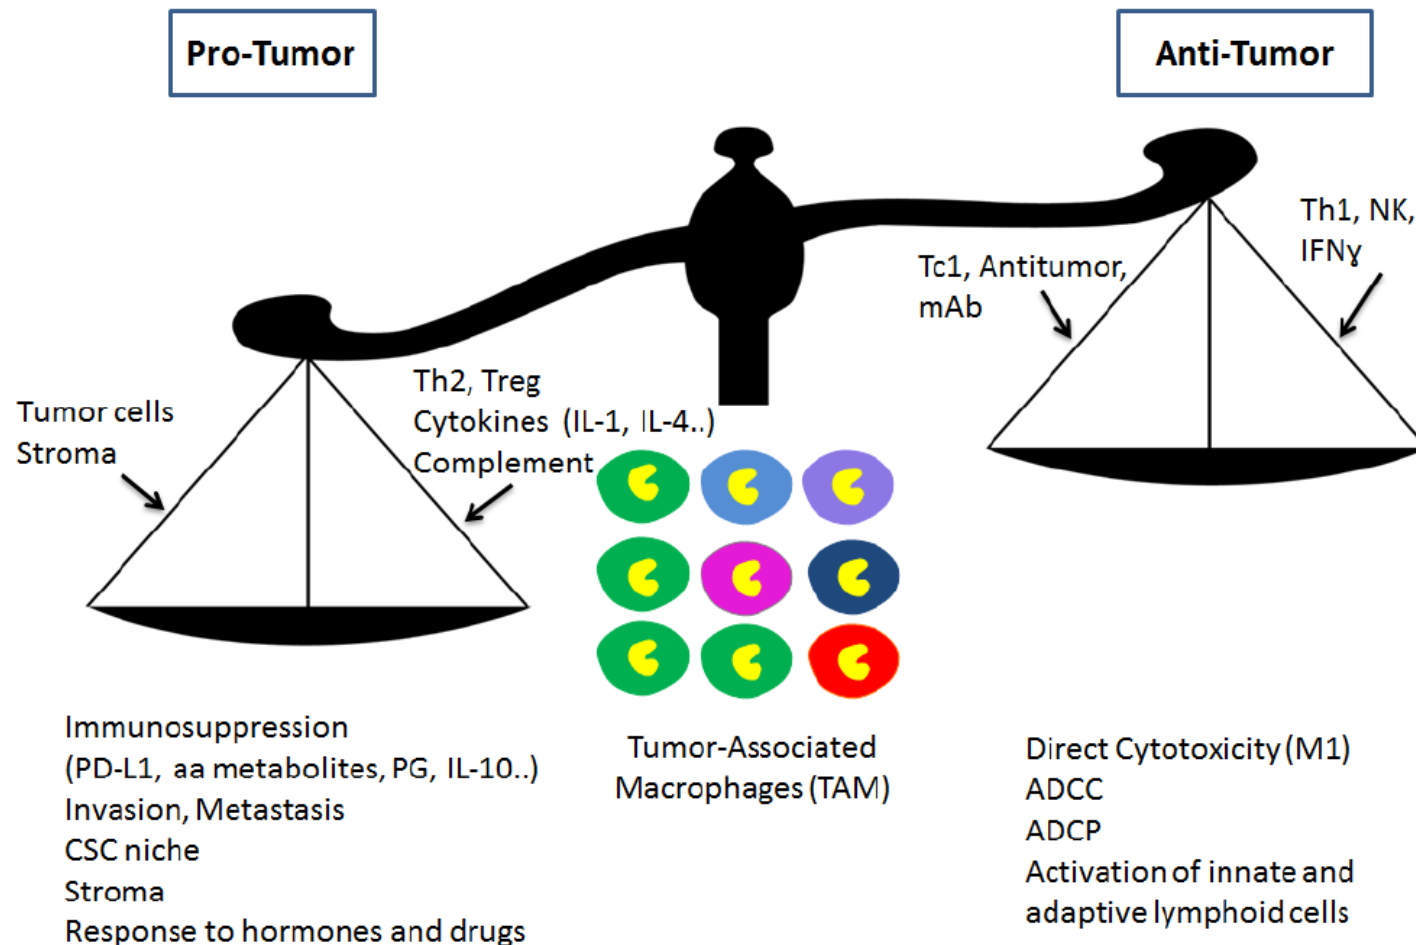 Pro-Tumor
Anti-Tumor
Th1, NK,
IFNɣ
Tc1, Antitumor,
mAb
Th2, Treg
Cytokines (IL-1, IL-4..)
Complement
Tumor cells
Stroma
Immunosuppression
(PD-L1, aa metabolites, PG, IL-10..)
Invasion, Metastasis
CSC niche
Stroma
Response to hormones and drugs
Tumor-Associated
Macrophages (TAM)
Direct Cytotoxicity (M1)
ADCC
ADCP
Activation of innate and
adaptive lymphoid cells